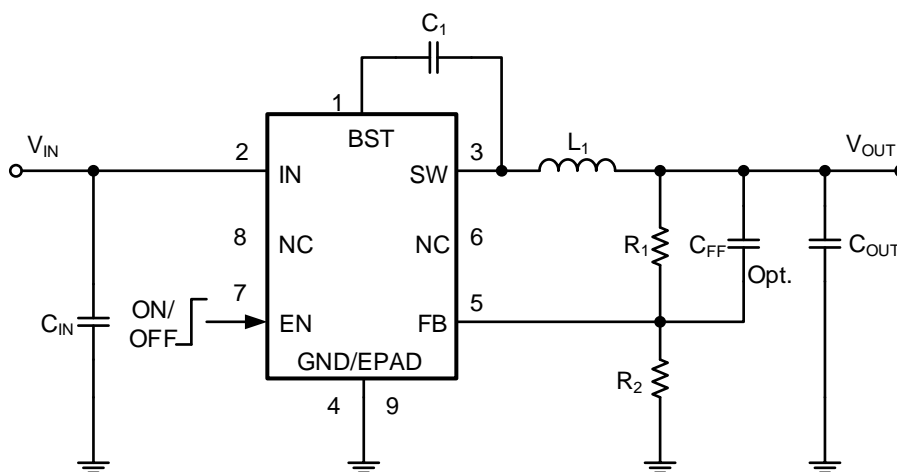 C1
1
BST
VIN
2
IN
SW
3
L1
VOUT
8
NC
NC
6
R1
CFF
Opt.
COUT
7
ON/
OFF
EN
FB
5
CIN
GND/EPAD
R2
4
9